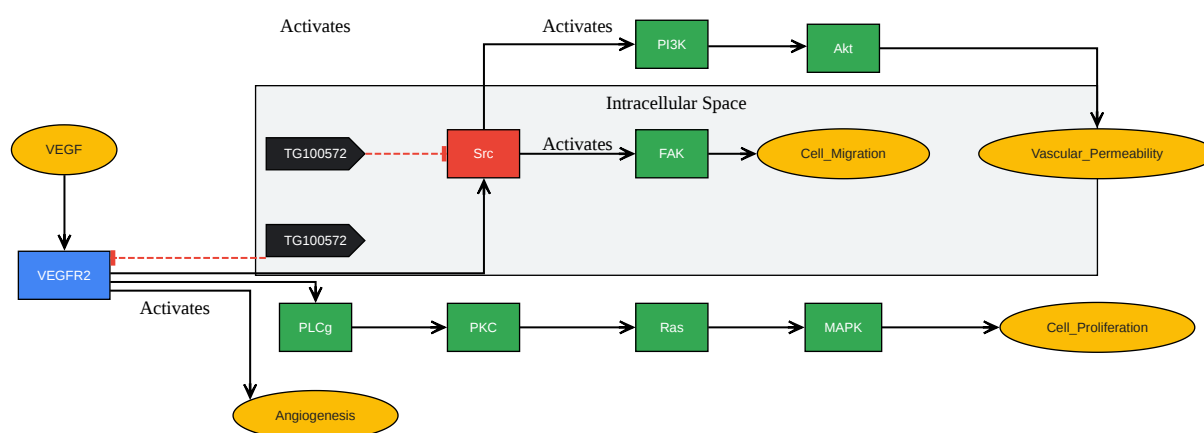 Activates
Activates
PI3K
Akt
Intracellular Space
VEGF
TG100572
Src
Activates
FAK
Cell_Migration
Vascular_Permeability
TG100572
VEGFR2
Activates
PLCg
PKC
Ras
MAPK
Cell_Proliferation
Angiogenesis